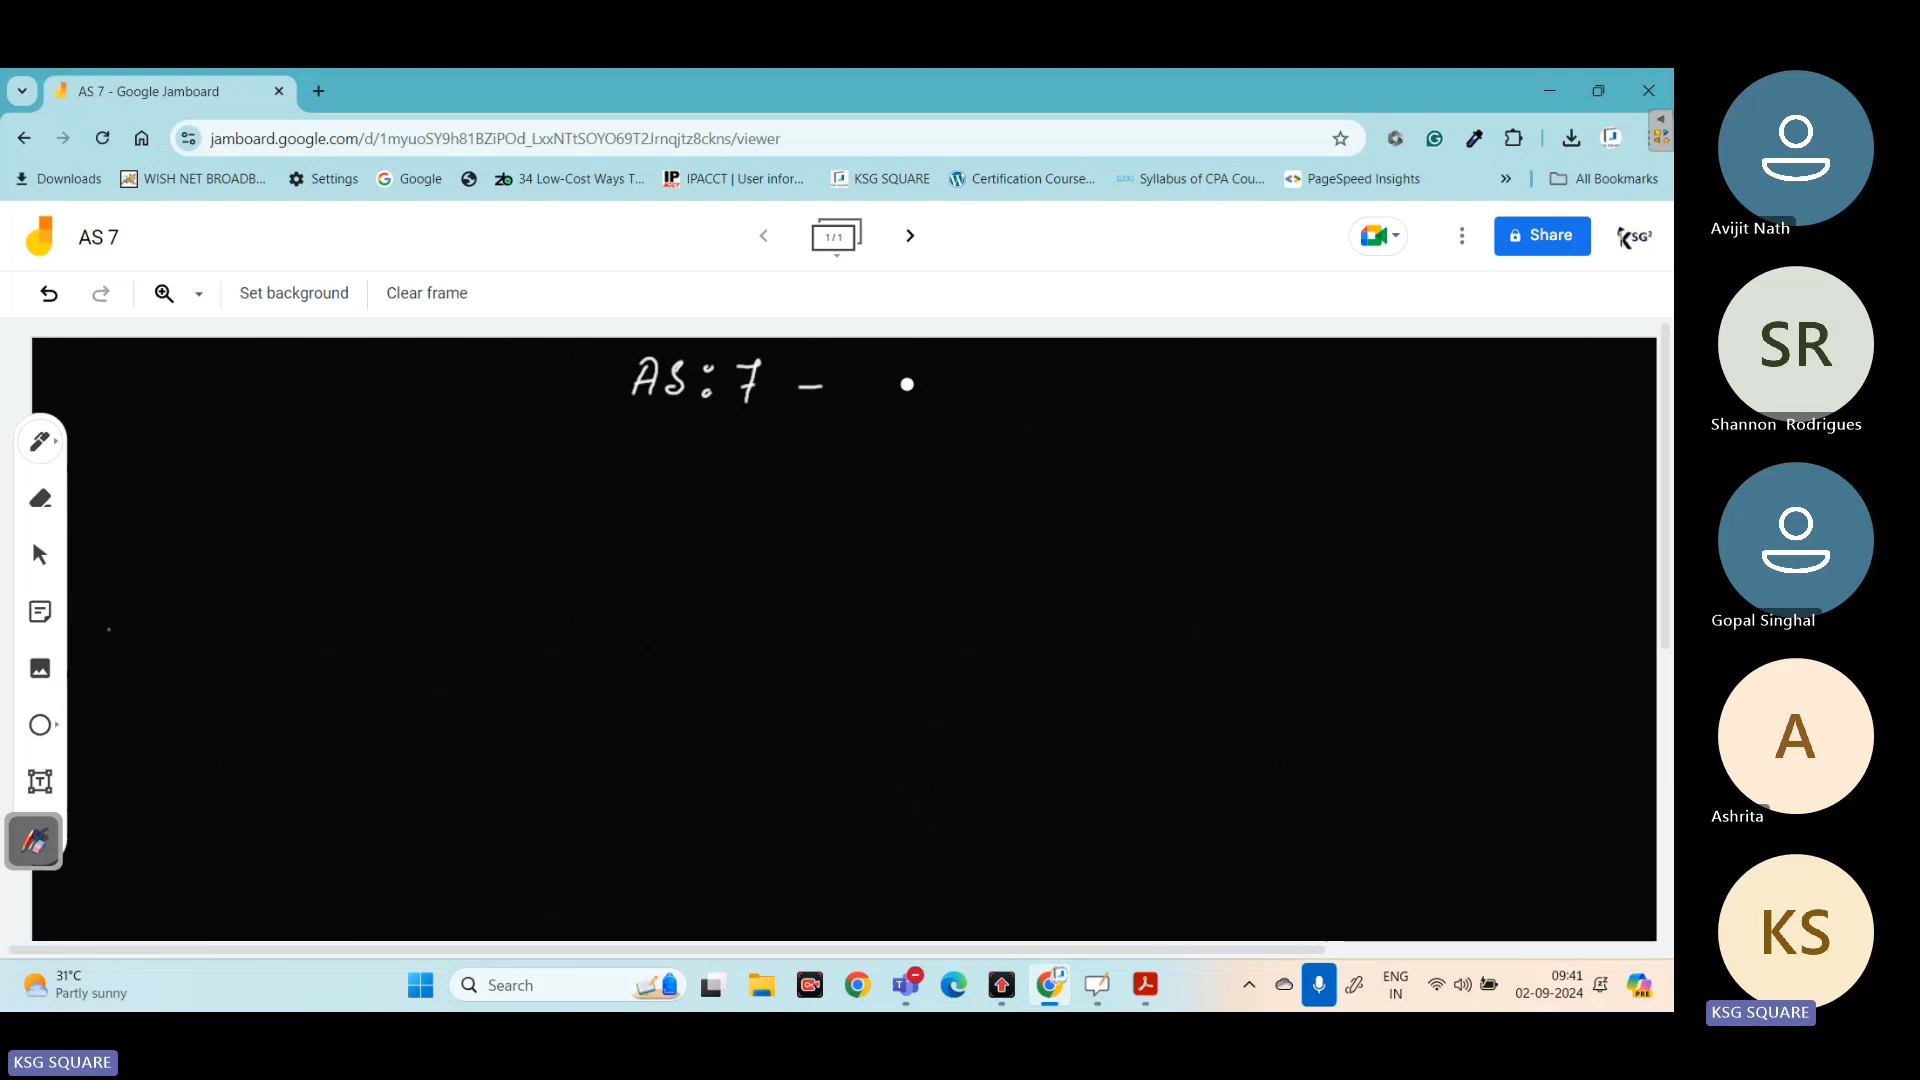 AS 7 - Google Jamboard
jamboard.google.com/d/1myuoSY9h81BZiPOd_LxxNTtSOYO69T2Jrnqjtz8ckns/viewer
Downloads WISH NET BROADB... Settings Google 34 Low-Cost Ways T... IPACCT | User infor... KSG SQUARE Certification Course... Syllabus of CPA Cou... PageSpeed Insights » All Bookmarks
AS 7
1 / 1
Share
KSG²
Set background Clear frame
AS: 7 -
Avijit Nath
SR
Shannon Rodrigues
Gopal Singhal
A
Ashrita
KS
KSG SQUARE
31°C
Partly sunny
Search
ENG
IN
09:41
02-09-2024
KSG SQUARE